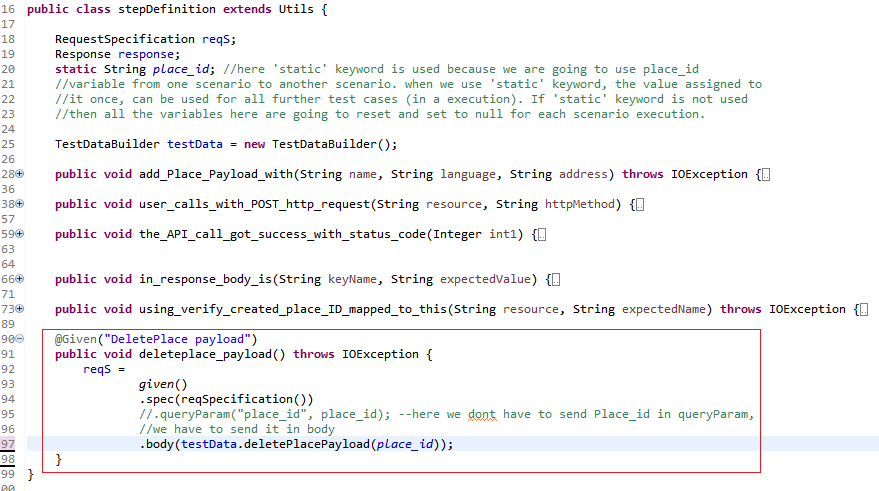 16 public class stepDefinition extends Utils {
17
18 RequestSpecification reqS;
19 Response response;
20 static String place_id; //here 'static' keyword is used because we are going to use place_id
21 //variable from one scenario to another scenario. when we use 'static' keyword, the value assigned to
22 //it once, can be used for all further test cases (in a execution). If 'static' keyword is not used
23 //then all the variables here are going to reset and set to null for each scenario execution.
24
25 TestDataBuilder testData = new TestDataBuilder();
26
28 public void add_Place_Payload_with(String name, String language, String address) throws IOException {
36
38 public void user_calls_with_POST_http_request(String resource, String httpMethod) {
57
59 public void the_API_call_got_success_with_status_code(Integer int1) {
63
64
66 public void in_response_body_is(String keyName, String expectedValue) {
71
73 public void using_verify_created_place_ID_mapped_to_this(String resource, String expectedName) throws IOException {
89
90 @Given("DeletePlace payload")
91 public void deleteplace_payload() throws IOException {
92 reqS =
93 given()
94 .spec(reqSpecification())
95 //.queryParam("place_id", place_id); --here we dont have to send Place_id in queryParam,
96 //we have to send it in body
97 .body(testData.deletePlacePayload(place_id));
98 }
99 }